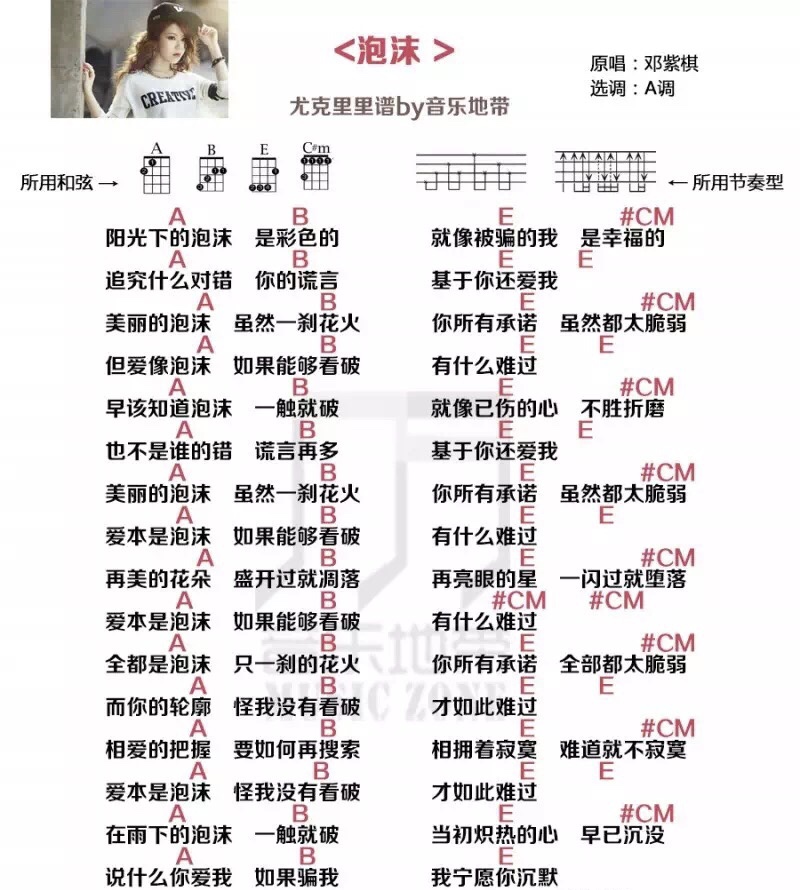 CREATIVE
<泡沫 >
原唱：邓紫棋
选调：A调
尤克里里谱by音乐地带
A B E C#m
所用和弦→ ←所用节奏型
A B E #CM
阳光下的泡沫 是彩色的 就像被骗的我 是幸福的
A B E E
追究什么对错 你的谎言 基于你还爱我
A B E #CM
美丽的泡沫 虽然一刹花火 你所有承诺 虽然都太脆弱
A B E E
但爱像泡沫 如果能够看破 有什么难过
A B E #CM
早该知道泡沫 一触就破 就像已伤的心 不胜折磨
A B E E
也不是谁的错 谎言再多 基于你还爱我
A B E #CM
美丽的泡沫 虽然一刹花火 你所有承诺 虽然都太脆弱
A B E E
爱本是泡沫 如果能够看破 有什么难过
A B E #CM
再美的花朵 盛开过就凋落 再亮眼的星 一闪过就堕落
A B #CM #CM
爱本是泡沫 如果能够看破 有什么难过
A B E #CM
全都是泡沫 只一刹的花火 你所有承诺 全部都太脆弱
A B E E
而你的轮廓 怪我没有看破 才如此难过
A B E #CM
相爱的把握 要如何再搜索 相拥着寂寞 难道就不寂寞
A B E E
爱本是泡沫 怪我没有看破 才如此难过
A B E #CM
在雨下的泡沫 一触就破 当初炽热的心 早已沉没
A B E
说什么你爱我 如果骗我 我宁愿你沉默
音乐地带
MUSIC ZONE